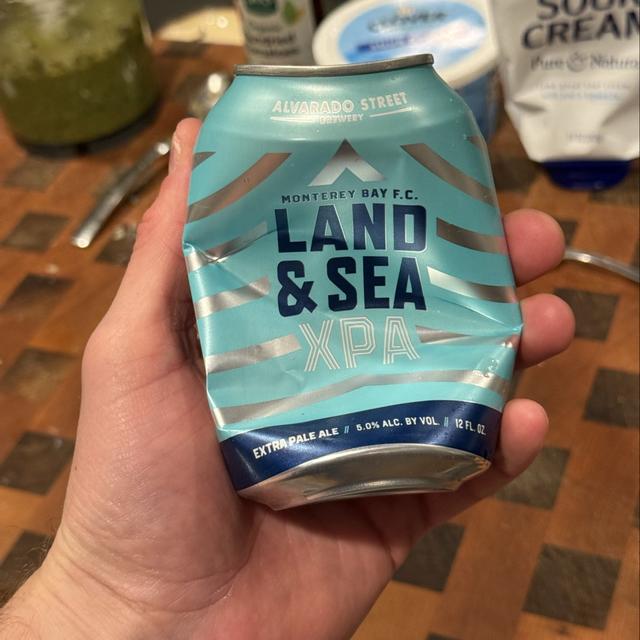 SOUR
CREAM
Pure & Natural
ALVARADO STREET
BREWERY
MONTEREY BAY F.C.
LAND
& SEA
XPA
EXTRA PALE ALE // 5.0% ALC. BY VOL. // 12 FL. OZ.